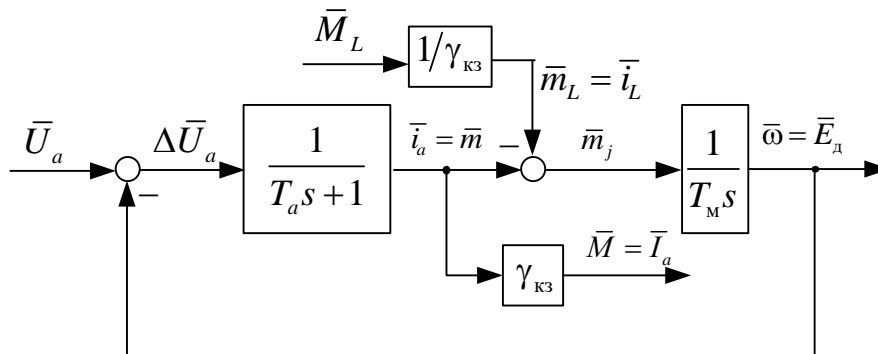 M̄_L
1/γ_кз
m̄_L = ī_L
Ū_a
ΔŪ_a
1/(T_a s + 1)
ī_a = m̄
−
m̄_j
1/(T_м s)
ω̄ = Ē_д
−
γ_кз
M̄ = Ī_a